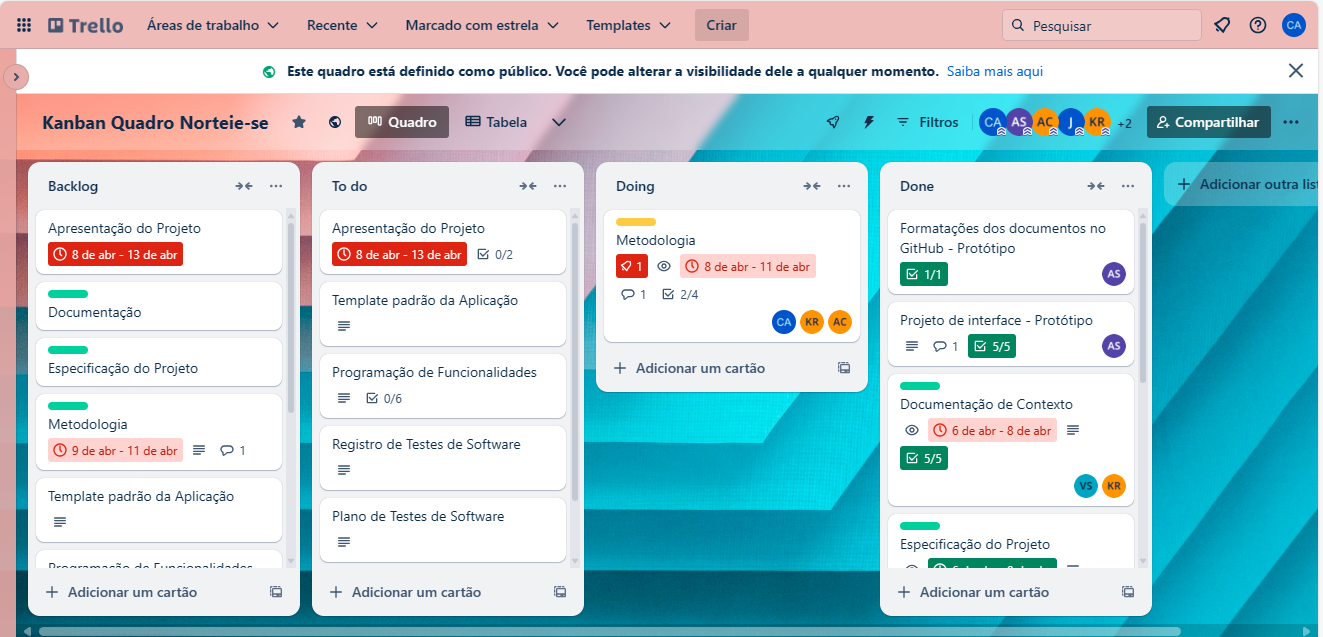 Trello
Áreas de trabalho
Recente
Marcado com estrela
Templates
Criar
Pesquisar
CA
Este quadro está definido como público. Você pode alterar a visibilidade dele a qualquer momento. Saiba mais aqui
Kanban Quadro Norteie-se
Quadro
Tabela
Filtros
CA
AS
AC
J
KR
+2
Compartilhar
Backlog
Apresentação do Projeto
8 de abr - 13 de abr
Documentação
Especificação do Projeto
Metodologia
9 de abr - 11 de abr
1
Template padrão da Aplicação
Programação de Funcionalidades
Adicionar um cartão
To do
Apresentação do Projeto
8 de abr - 13 de abr
0/2
Template padrão da Aplicação
Programação de Funcionalidades
0/6
Registro de Testes de Software
Plano de Testes de Software
Adicionar um cartão
Doing
Metodologia
1
8 de abr - 11 de abr
1
2/4
CA
KR
AC
Adicionar um cartão
Done
Formatações dos documentos no
GitHub - Protótipo
1/1
AS
Projeto de interface - Protótipo
1
5/5
AS
Documentação de Contexto
6 de abr - 8 de abr
5/5
VS
KR
Especificação do Projeto
Adicionar um cartão
Adicionar outra list